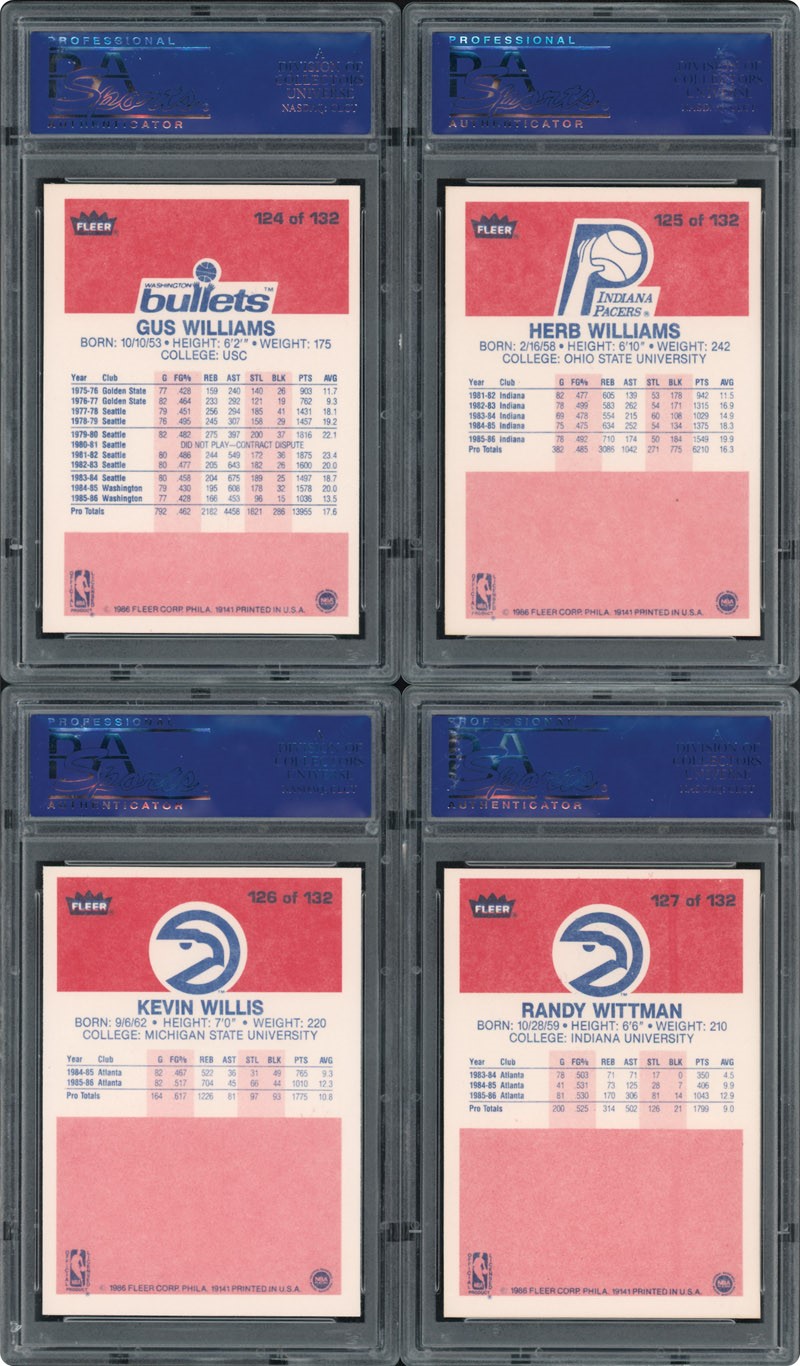 PROFESSIONAL
A
DIVISION OF
COLLECTORS
UNIVERSE
AUTHENTICATOR
FLEER
124 of 132
WASHINGTON
bullets
GUS WILLIAMS
BORN: 10/10/53 • HEIGHT: 6'2'" • WEIGHT: 175
COLLEGE: USC
Year Club G FG% REB AST STL BLK PTS AVG
1975-76 Golden State 77 .428 159 240 140 26 903 11.7
1976-77 Golden State 82 .464 233 292 121 19 762 9.3
1977-78 Seattle 79 .451 256 294 185 41 1431 18.1
1978-79 Seattle 76 .495 245 307 158 29 1457 19.2
1979-80 Seattle 82 .482 275 397 200 37 1816 22.1
1980-81 Seattle DID NOT PLAY—CONTRACT DISPUTE
1981-82 Seattle 80 .486 244 549 172 36 1875 23.4
1982-83 Seattle 80 .477 205 643 182 26 1600 20.0
1983-84 Seattle 80 .458 204 675 189 25 1497 18.7
1984-85 Washington 79 .430 195 608 178 32 1578 20.0
1985-86 Washington 77 .428 166 453 96 15 1036 13.5
Pro Totals 792 .462 2182 4458 1621 286 13955 17.6
© 1986 FLEER CORP. PHILA. 19141 PRINTED IN U.S.A.
PROFESSIONAL
DIVISION OF
COLLECTORS
UNIVERSE
AUTHENTICATOR
FLEER
125 of 132
INDIANA
PACERS ®
HERB WILLIAMS
BORN: 2/16/58 • HEIGHT: 6'10" • WEIGHT: 242
COLLEGE: OHIO STATE UNIVERSITY
Year Club G FG% REB AST STL BLK PTS AVG
1981-82 Indiana 82 .477 605 139 53 178 942 11.5
1982-83 Indiana 78 .499 583 262 54 171 1315 16.9
1983-84 Indiana 69 .478 554 215 60 108 1029 14.9
1984-85 Indiana 75 .475 634 252 54 134 1375 18.3
1985-86 Indiana 78 .492 710 174 50 184 1549 19.9
Pro Totals 382 .485 3086 1042 271 775 6210 16.3
© 1986 FLEER CORP. PHILA. 19141 PRINTED IN U.S.A.
PROFESSIONAL
A
DIVISION OF
COLLECTORS
UNIVERSE
AUTHENTICATOR
FLEER
126 of 132
KEVIN WILLIS
BORN: 9/6/62 • HEIGHT: 7'0" • WEIGHT: 220
COLLEGE: MICHIGAN STATE UNIVERSITY
Year Club G FG% REB AST STL BLK PTS AVG
1984-85 Atlanta 82 .467 522 36 31 49 765 9.3
1985-86 Atlanta 82 .517 704 45 66 44 1010 12.3
Pro Totals 164 .617 1226 81 97 93 1775 10.8
© 1986 FLEER CORP. PHILA. 19141 PRINTED IN U.S.A.
PROFESSIONAL
A
DIVISION OF
COLLECTORS
UNIVERSE
AUTHENTICATOR
FLEER
127 of 132
RANDY WITTMAN
BORN: 10/28/59 • HEIGHT: 6'6" • WEIGHT: 210
COLLEGE: INDIANA UNIVERSITY
Year Club G FG% REB AST STL BLK PTS AVG
1983-84 Atlanta 78 .503 71 71 17 0 350 4.5
1984-85 Atlanta 41 .531 73 125 28 7 406 9.9
1985-86 Atlanta 81 .530 170 306 81 14 1043 12.9
Pro Totals 200 .525 314 502 126 21 1799 9.0
© 1986 FLEER CORP. PHILA. 19141 PRINTED IN U.S.A.